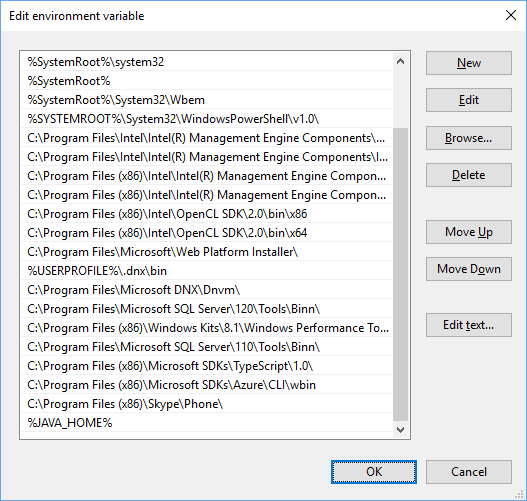 Edit environment variable
%SystemRoot%\system32
%SystemRoot%
%SystemRoot%\System32\Wbem
%SYSTEMROOT%\System32\WindowsPowerShell\v1.0\
C:\Program Files\Intel\Intel(R) Management Engine Components\...
C:\Program Files\Intel\Intel(R) Management Engine Components\I...
C:\Program Files (x86)\Intel\Intel(R) Management Engine Compon...
C:\Program Files (x86)\Intel\Intel(R) Management Engine Compon...
C:\Program Files (x86)\Intel\OpenCL SDK\2.0\bin\x86
C:\Program Files (x86)\Intel\OpenCL SDK\2.0\bin\x64
C:\Program Files\Microsoft\Web Platform Installer\
%USERPROFILE%\.dnx\bin
C:\Program Files\Microsoft DNX\Dnvm\
C:\Program Files\Microsoft SQL Server\120\Tools\Binn\
C:\Program Files (x86)\Windows Kits\8.1\Windows Performance To...
C:\Program Files\Microsoft SQL Server\110\Tools\Binn\
C:\Program Files (x86)\Microsoft SDKs\TypeScript\1.0\
C:\Program Files (x86)\Microsoft SDKs\Azure\CLI\wbin
C:\Program Files (x86)\Skype\Phone\
%JAVA_HOME%
New
Edit
Browse...
Delete
Move Up
Move Down
Edit text...
OK
Cancel